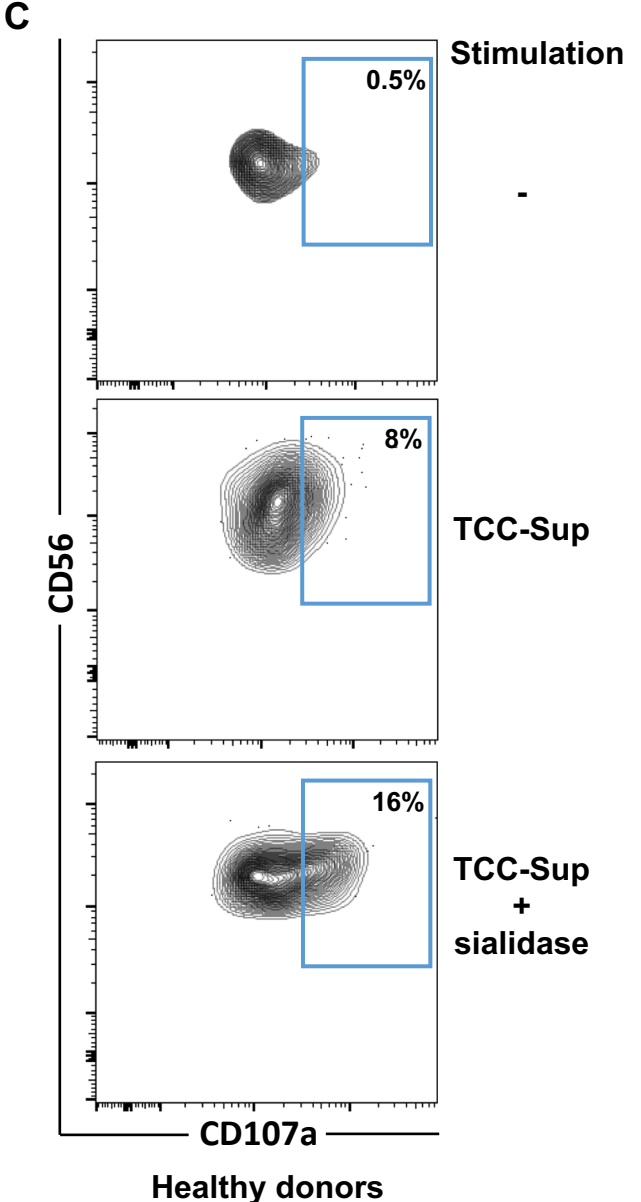 C
Stimulation
0.5%
-
8%
TCC-Sup
CD56
16%
TCC-Sup
+
sialidase
CD107a
Healthy donors